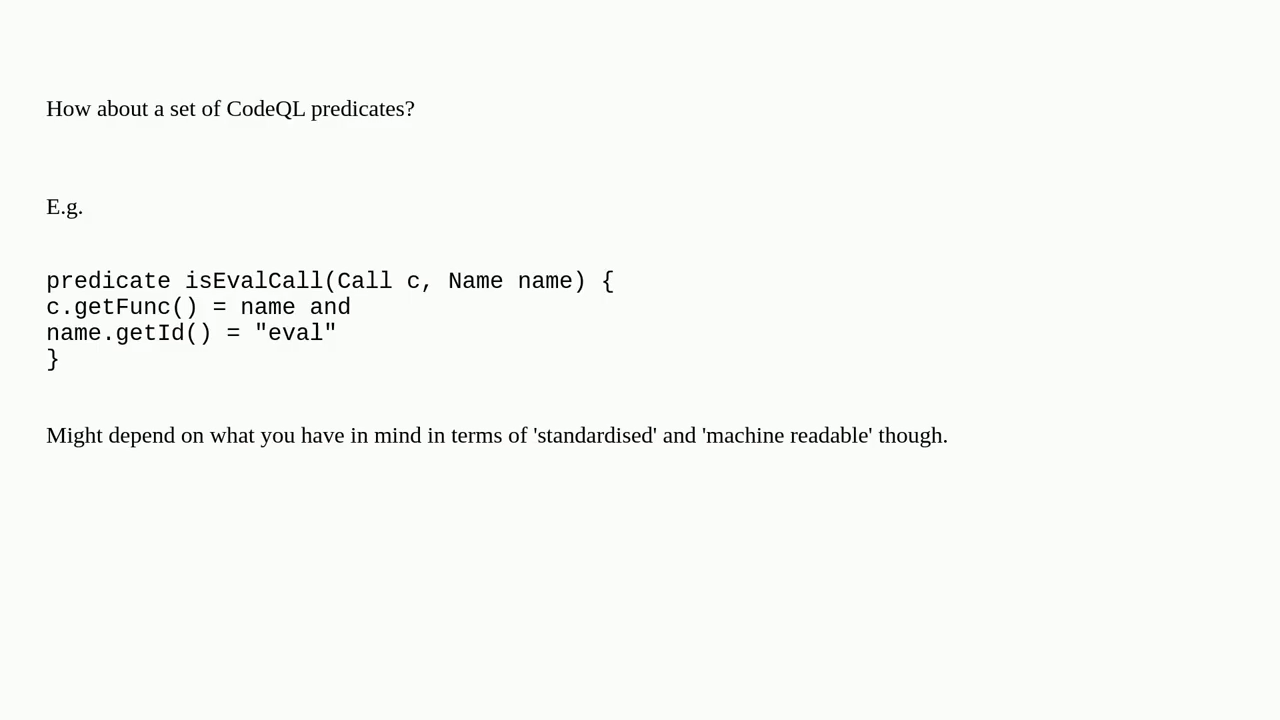 How about a set of CodeQL predicates?
E.g.
predicate isEvalCall(Call c, Name name) {
c.getFunc() = name and
name.getId() = "eval"
}
Might depend on what you have in mind in terms of 'standardised' and 'machine readable' though.